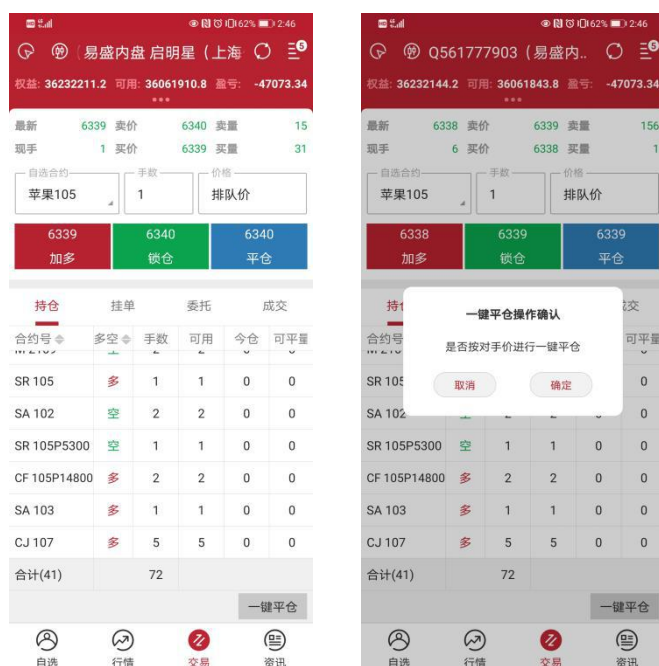 2:46
62%
易盛内盘 启明星（上海
5
权益: 36232211.2 可用: 36061910.8 盈亏: -47073.34
最新 6339 卖价 6340 卖量 15
现手 1 买价 6339 买量 31
自选合约 手数 价格
苹果105 1 排队价
6339 6340 6340
加多 锁仓 平仓
持仓 挂单 委托 成交
合约号 多空 手数 可用 今仓 可平量
SR 105 多 1 1 0 0
SA 102 空 2 2 0 0
SR 105P5300 空 1 1 0 0
CF 105P14800 多 2 2 0 0
SA 103 多 1 1 0 0
CJ 107 多 5 5 0 0
合计(41) 72
一键平仓
自选 行情 交易 资讯
62% 2:46
Q561777903（易盛内..
5
权益: 36232144.2 可用: 36061843.8 盈亏: -47073.34
最新 6338 卖价 6339 卖量 156
现手 6 买价 6338 买量 1
自选合约 手数 价格
苹果105 1 排队价
6338 6339 6339
加多 锁仓 平仓
一键平仓操作确认
是否按对手价进行一键平仓
取消 确定
合约号 可平量
SR 105 0
SA 102
SR 105P5300 空 1 1 0 0
CF 105P14800 多 2 2 0 0
SA 103 多 1 1 0 0
CJ 107 多 5 5 0 0
合计(41) 72
一键平仓
自选 行情 交易 资讯